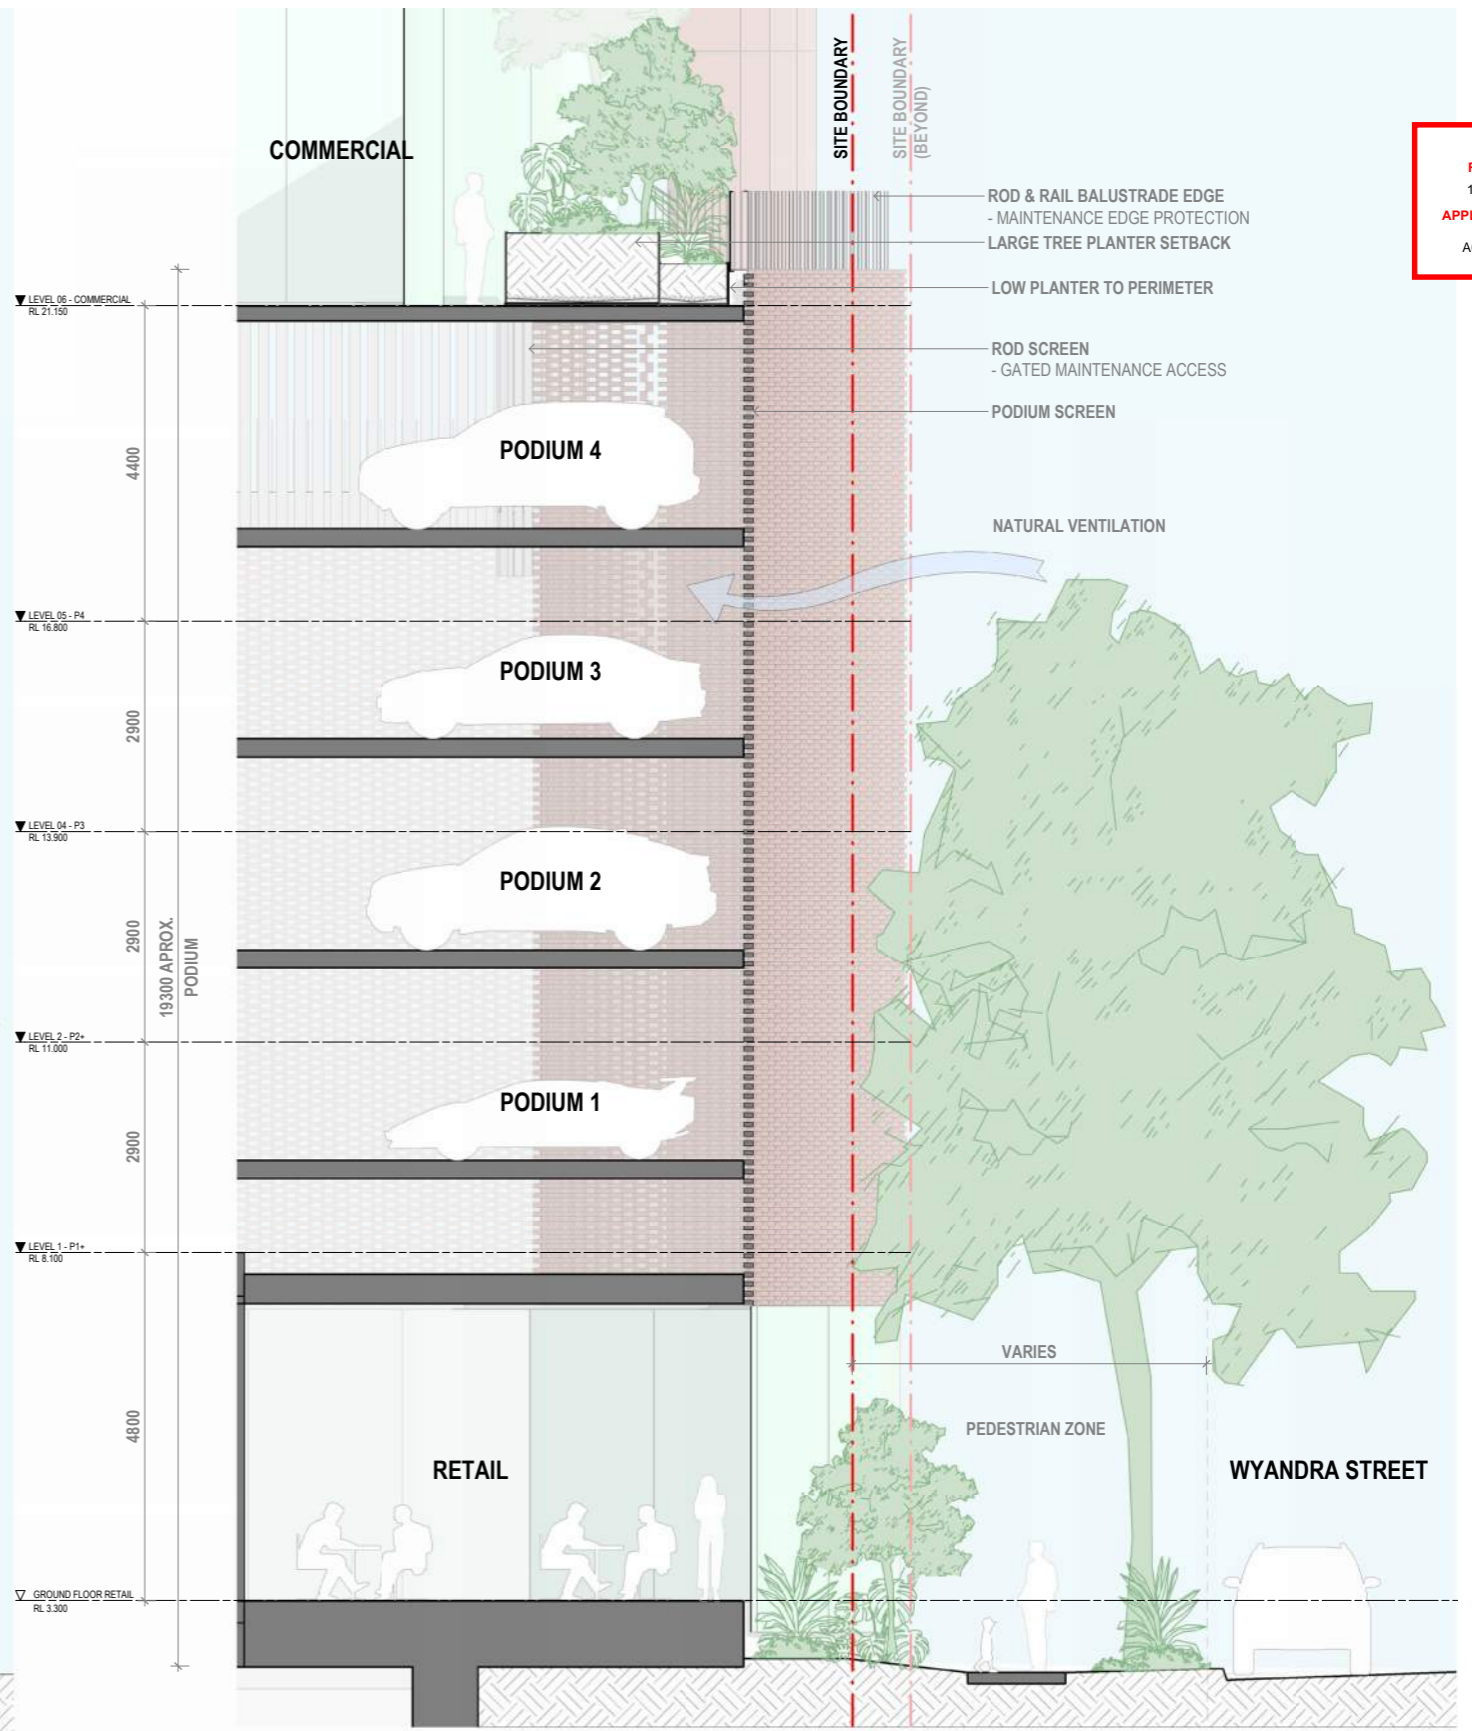 COMMERCIAL
SITE BOUNDARY
SITE BOUNDARY
(BEYOND)
ROD & RAIL BALUSTRADE EDGE
- MAINTENANCE EDGE PROTECTION
LARGE TREE PLANTER SETBACK
LOW PLANTER TO PERIMETER
LEVEL 06 - COMMERCIAL
RL 21.150
ROD SCREEN
- GATED MAINTENANCE ACCESS
PODIUM SCREEN
4400
PODIUM 4
NATURAL VENTILATION
LEVEL 05 - P4
RL 16.800
PODIUM 3
2900
LEVEL 04 - P3
RL 13.900
PODIUM 2
2900
19300 APROX.
PODIUM
LEVEL 2 - P2+
RL 11.000
PODIUM 1
2900
LEVEL 1 - P1+
RL 8.100
VARIES
4800
PEDESTRIAN ZONE
RETAIL
WYANDRA STREET
GROUND FLOOR RETAIL
RL 3.300